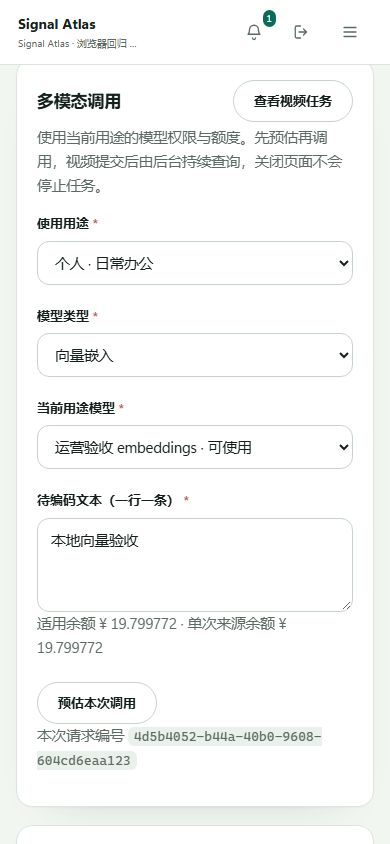 Signal Atlas
Signal Atlas · 浏览器回归 ...
1
多模态调用
查看视频任务
使用当前用途的模型权限与额度。先预估再调
用，视频提交后由后台持续查询，关闭页面不会
停止任务。
使用用途 *
个人 · 日常办公
模型类型 *
向量嵌入
当前用途模型 *
运营验收 embeddings · 可使用
待编码文本（一行一条） *
本地向量验收
适用余额 ¥ 19.799772 · 单次来源余额 ¥
19.799772
预估本次调用
本次请求编号 4d5b4052-b44a-40b0-9608-
604cd6eaa123